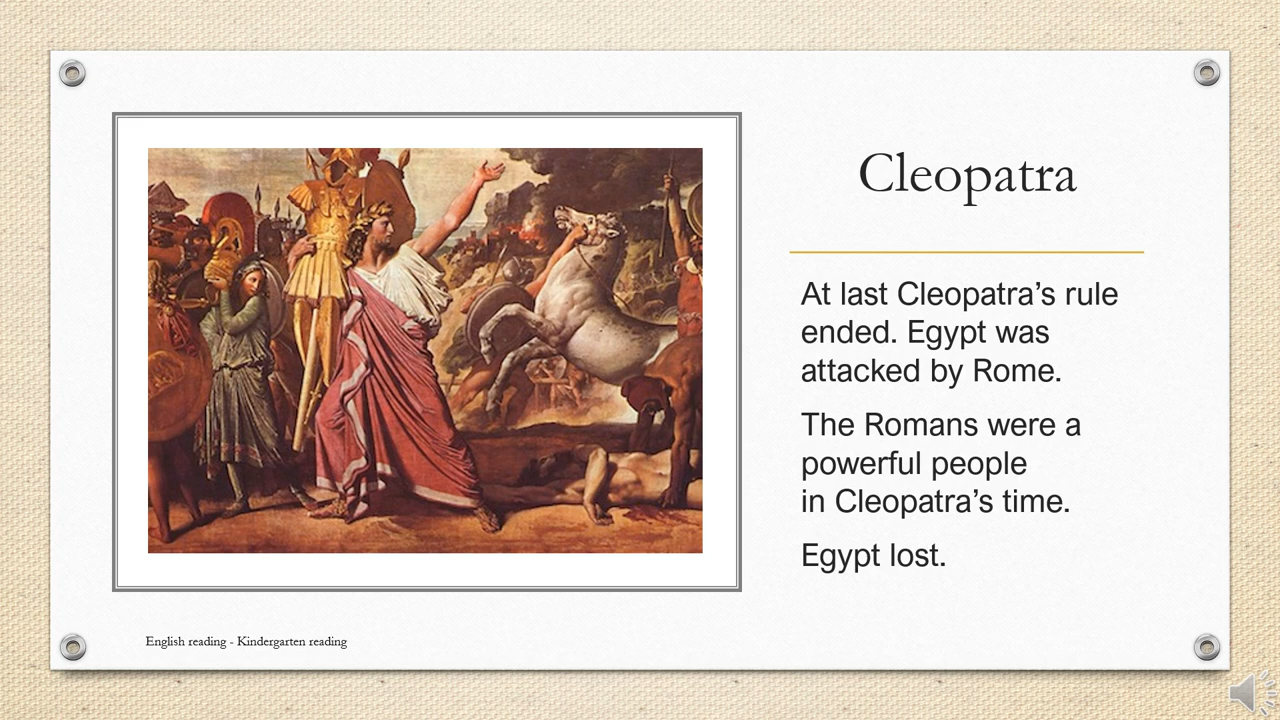 Cleopatra
At last Cleopatra’s rule
ended. Egypt was
attacked by Rome.
The Romans were a
powerful people
in Cleopatra’s time.
Egypt lost.
English reading - Kindergarten reading